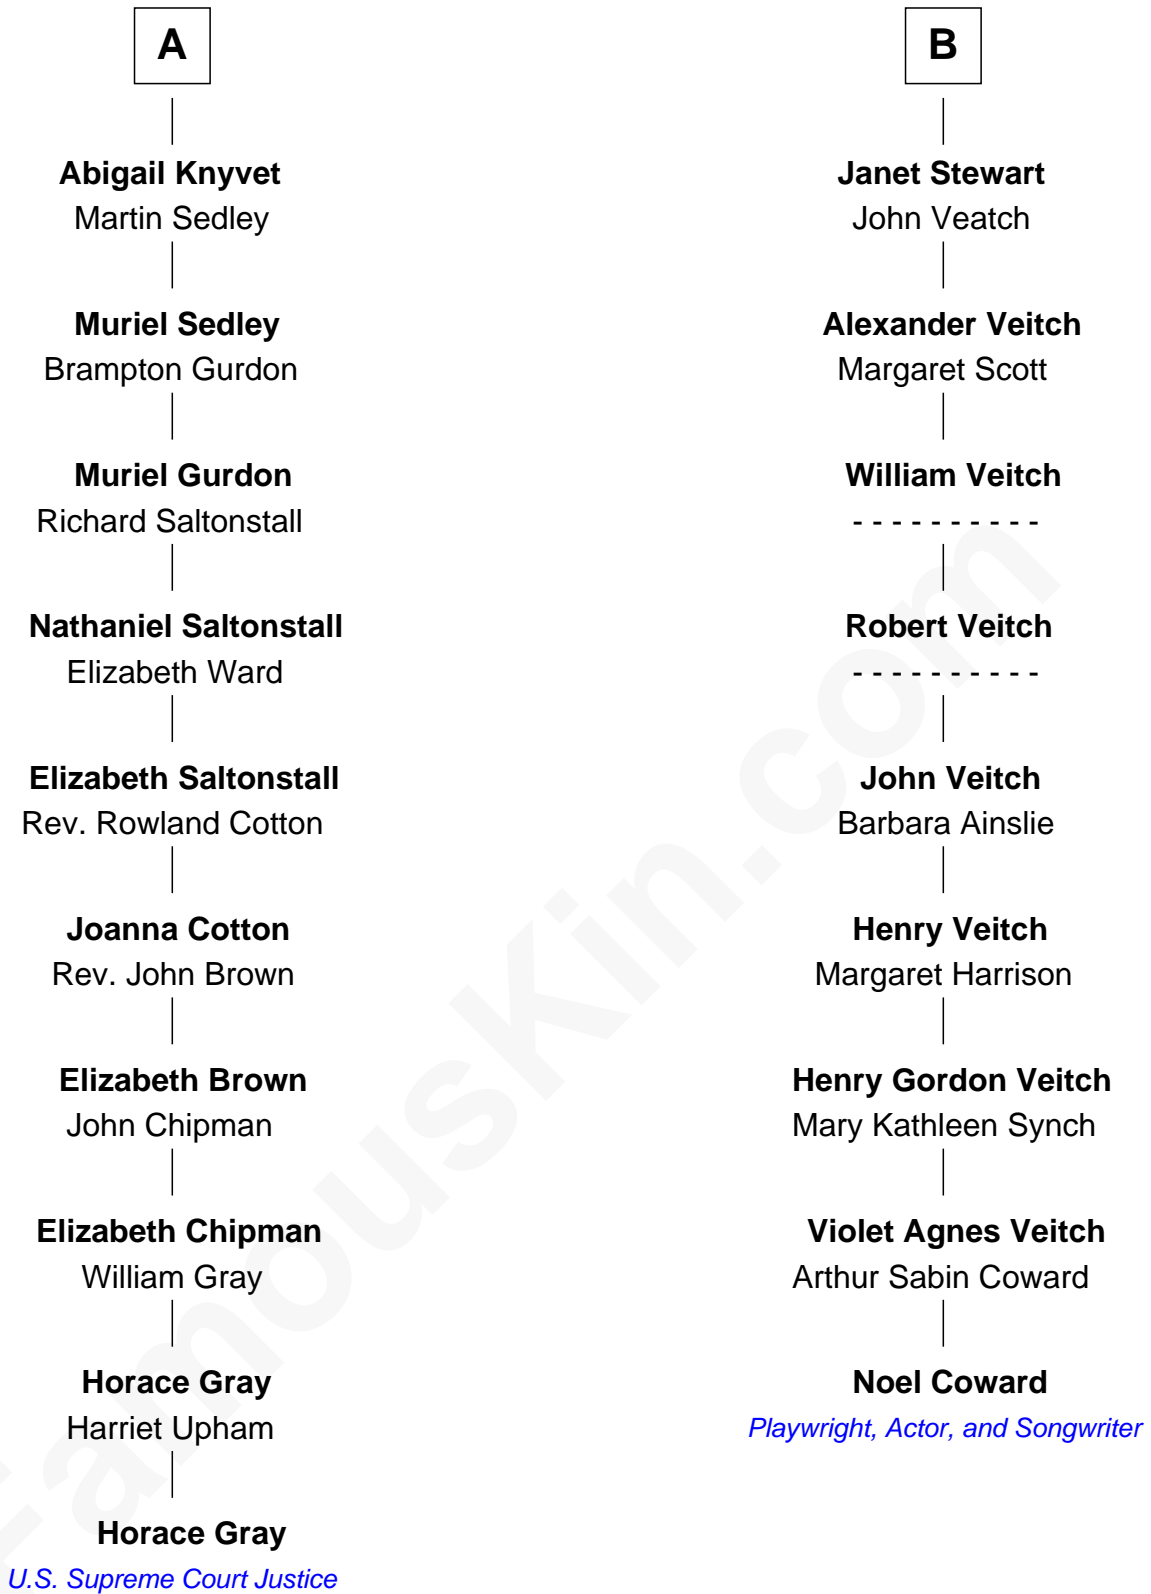 A
Abigail Knyvet
Martin Sedley
Muriel Sedley
Brampton Gurdon
Muriel Gurdon
Richard Saltonstall
Nathaniel Saltonstall
Elizabeth Ward
Elizabeth Saltonstall
Rev. Rowland Cotton
Joanna Cotton
Rev. John Brown
Elizabeth Brown
John Chipman
Elizabeth Chipman
William Gray
Horace Gray
Harriet Upham
Horace Gray
U.S. Supreme Court Justice
B
Janet Stewart
John Veatch
Alexander Veitch
Margaret Scott
William Veitch
- - - - - - - - - -
Robert Veitch
- - - - - - - - - -
John Veitch
Barbara Ainslie
Henry Veitch
Margaret Harrison
Henry Gordon Veitch
Mary Kathleen Synch
Violet Agnes Veitch
Arthur Sabin Coward
Noel Coward
Playwright, Actor, and Songwriter
FamousKin.com